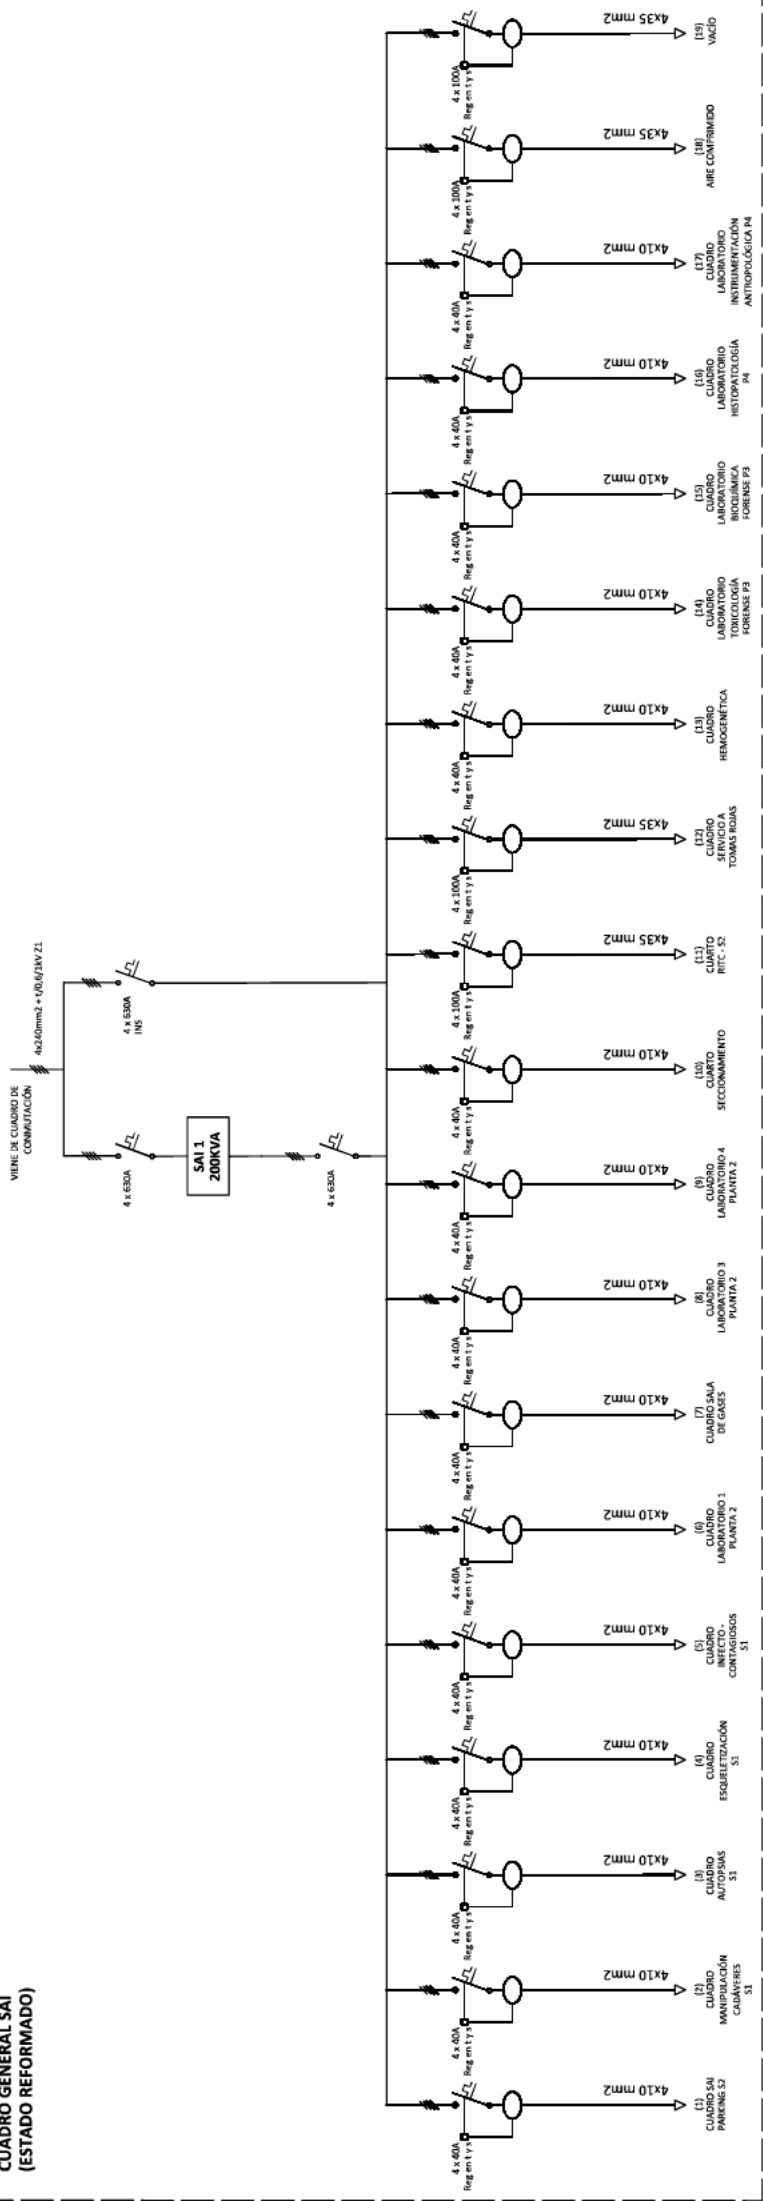 CUADRO GENERAL SAI
(ESTADO REFORMADO)
VIENE DE CUADRO DE
CONMUTACIÓN
4x240mm2 + t/0,6/1kV Z1
4 x 630A
SAI 1
200KVA
4 x 630A
4 x 630A
INS
4 x 40A
Regentys
4x10 mm2
(1)
CUADRO SAI
PARKING S2
4 x 40A
Regentys
4x10 mm2
(2)
CUADRO
MANIPULACIÓN
CADÁVERES
S1
4 x 40A
Regentys
4x10 mm2
(3)
CUADRO
AUTOPSIAS
S1
4 x 40A
Regentys
4x10 mm2
(4)
CUADRO
ESQUELETIZACIÓN
S1
4 x 40A
Regentys
4x10 mm2
(5)
CUADRO
INFECTO -
CONTAGIOSOS
S1
4 x 40A
Regentys
4x10 mm2
(6)
CUADRO
LABORATORIO 1
PLANTA 2
4 x 40A
Regentys
4x10 mm2
(7)
CUADRO SALA
DE GASES
4 x 40A
Regentys
4x10 mm2
(8)
CUADRO
LABORATORIO 3
PLANTA 2
4 x 40A
Regentys
4x10 mm2
(9)
CUADRO
LABORATORIO 4
PLANTA 2
4 x 40A
Regentys
4x10 mm2
(10)
CUARTO
SECCIONAMIENTO
4 x 100A
Regentys
4x35 mm2
(11)
CUARTO
RITC - S2
4 x 100A
Regentys
4x35 mm2
(12)
CUADRO
SERVICIO A
TOMAS ROJAS
4 x 40A
Regentys
4x10 mm2
(13)
CUADRO
HEMOGENÉTICA
4 x 40A
Regentys
4x10 mm2
(14)
CUADRO
LABORATORIO
TOXICOLOGÍA
FORENSE P3
4 x 40A
Regentys
4x10 mm2
(15)
CUADRO
LABORATORIO
BIOQUÍMICA
FORENSE P3
4 x 40A
Regentys
4x10 mm2
(16)
CUADRO
LABORATORIO
HISTOPATOLOGÍA
P4
4 x 40A
Regentys
4x10 mm2
(17)
CUADRO
LABORATORIO
INSTRUMENTACIÓN
ANTROPOLÓGICA P4
4 x 100A
Regentys
4x35 mm2
(18)
AIRE COMPRIMIDO
4 x 100A
Regentys
4x35 mm2
(19)
VACÍO